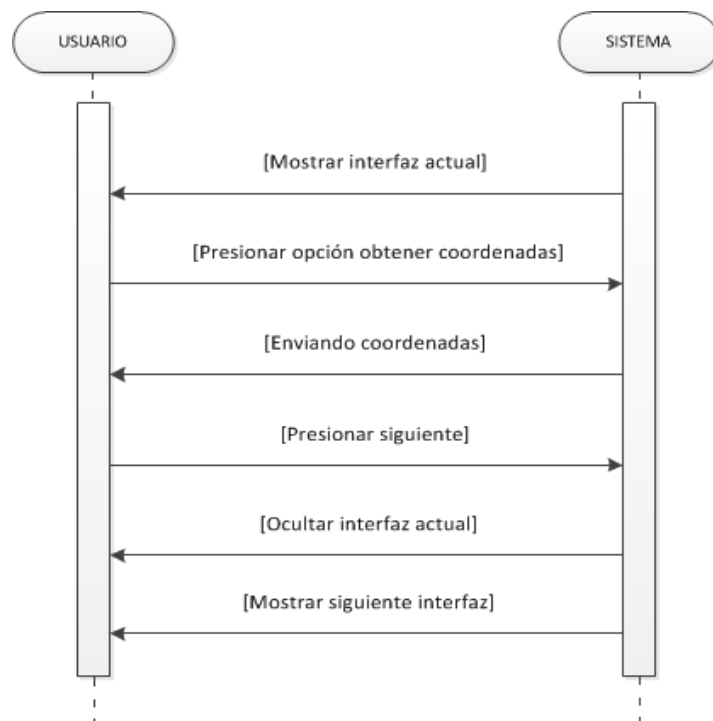 USUARIO
SISTEMA
[Mostrar interfaz actual]
[Presionar opción obtener coordenadas]
[Enviando coordenadas]
[Presionar siguiente]
[Ocultar interfaz actual]
[Mostrar siguiente interfaz]